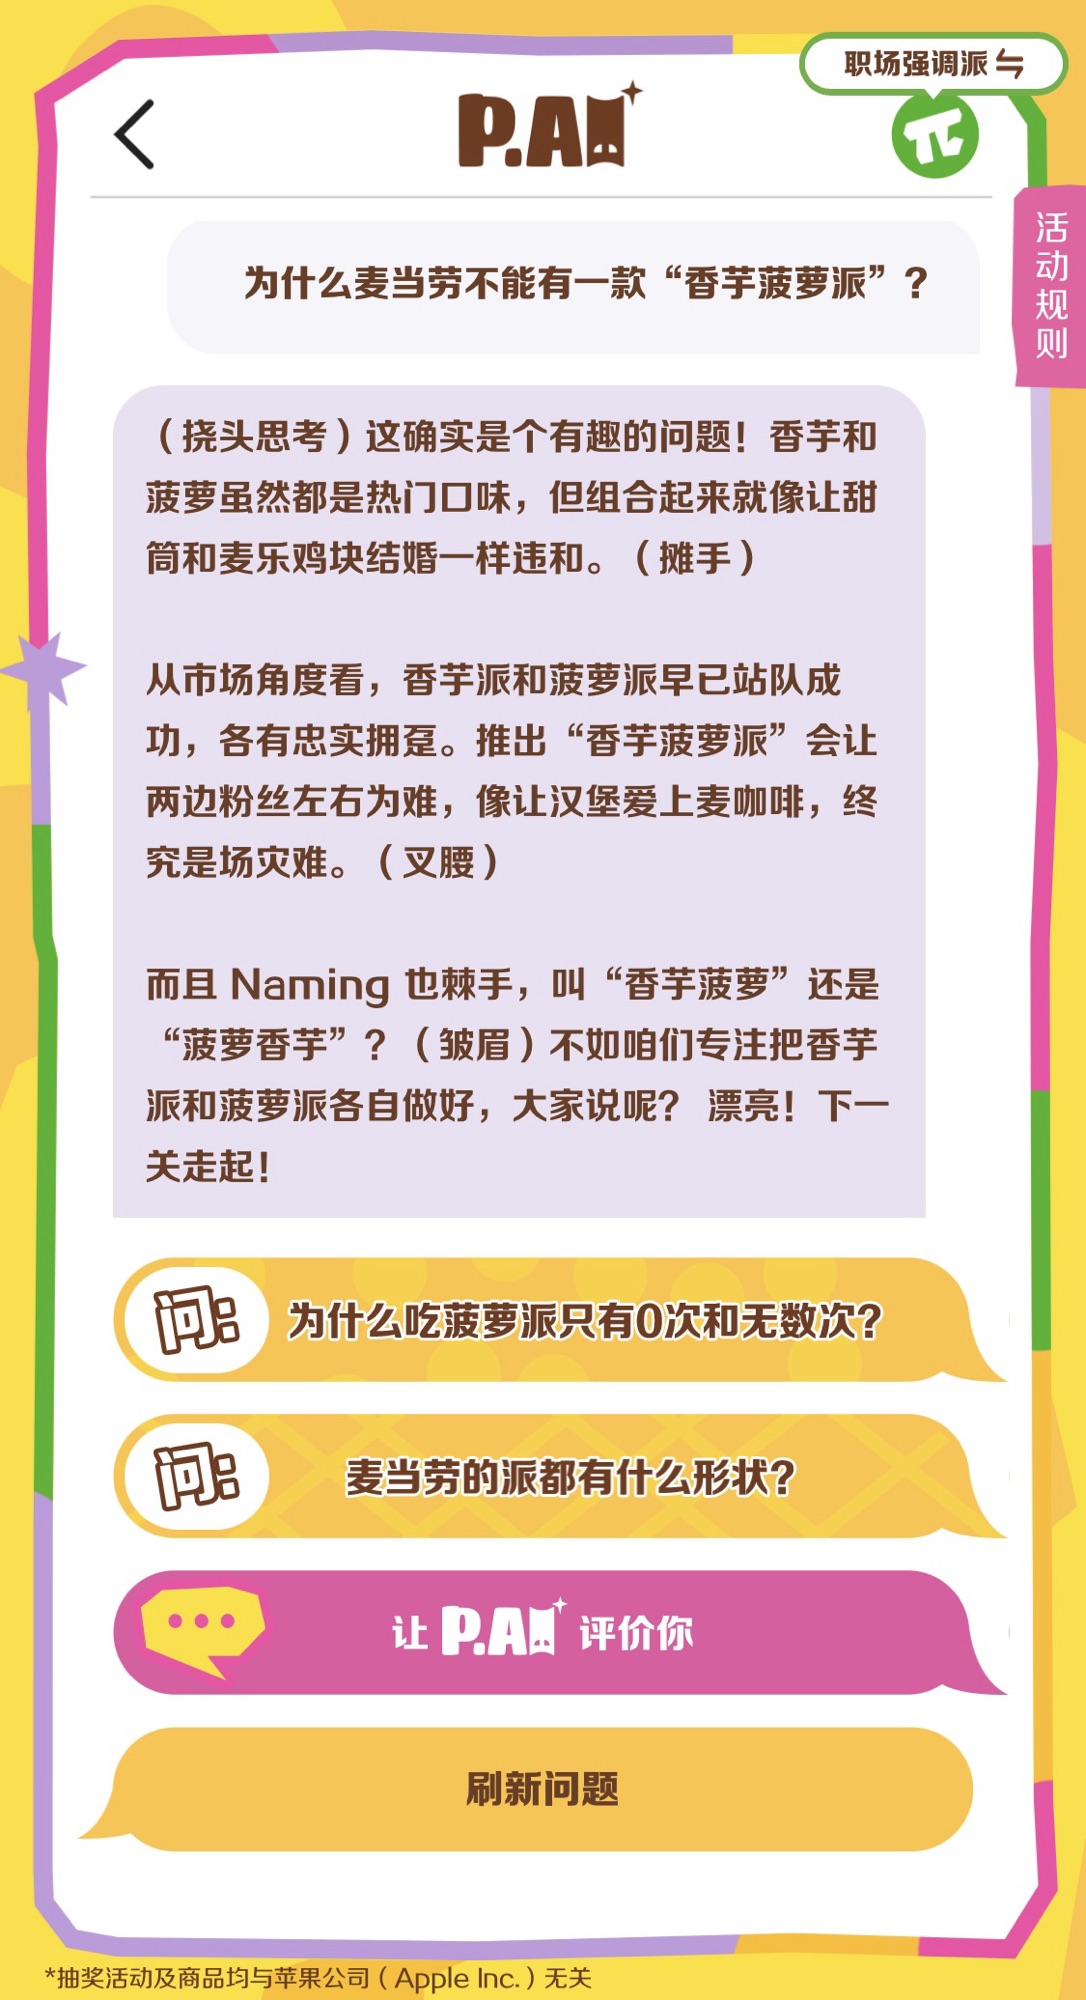 职场强调派
P.AI
活动规则
为什么麦当劳不能有一款“香芋菠萝派”？
（挠头思考）这确实是个有趣的问题！香芋和
菠萝虽然都是热门口味，但组合起来就像让甜
筒和麦乐鸡块结婚一样违和。（摊手）
从市场角度看，香芋派和菠萝派早已站队成
功，各有忠实拥趸。推出“香芋菠萝派”会让
两边粉丝左右为难，像让汉堡爱上麦咖啡，终
究是场灾难。（叉腰）
而且 Naming 也棘手，叫“香芋菠萝”还是
“菠萝香芋”？（皱眉）不如咱们专注把香芋
派和菠萝派各自做好，大家说呢？ 漂亮！下一
关走起！
问：为什么吃菠萝派只有0次和无数次？
问：麦当劳的派都有什么形状？
让 P.AI 评价你
刷新问题
*抽奖活动及商品均与苹果公司（Apple Inc.）无关